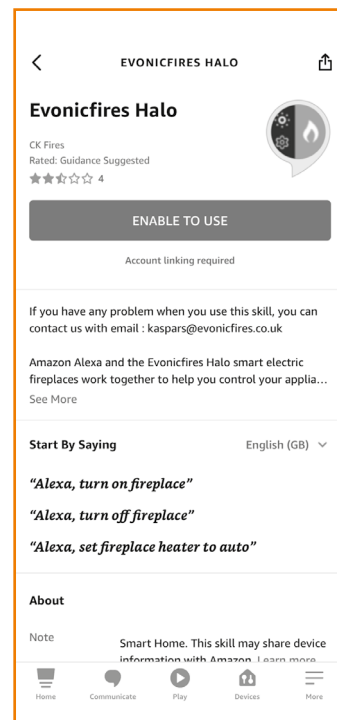 EVONICFIRES HALO
Evonicfires Halo
CK Fires
Rated: Guidance Suggested
4
ENABLE TO USE
Account linking required
If you have any problem when you use this skill, you can
contact us with email : kaspars@evonicfires.co.uk
Amazon Alexa and the Evonicfires Halo smart electric
fireplaces work together to help you control your applia...
See More
Start By Saying English (GB)
“Alexa, turn on fireplace”
“Alexa, turn off fireplace”
“Alexa, set fireplace heater to auto”
About
Note Smart Home. This skill may share device
information with Amazon. Learn more
Home Communicate Play Devices More